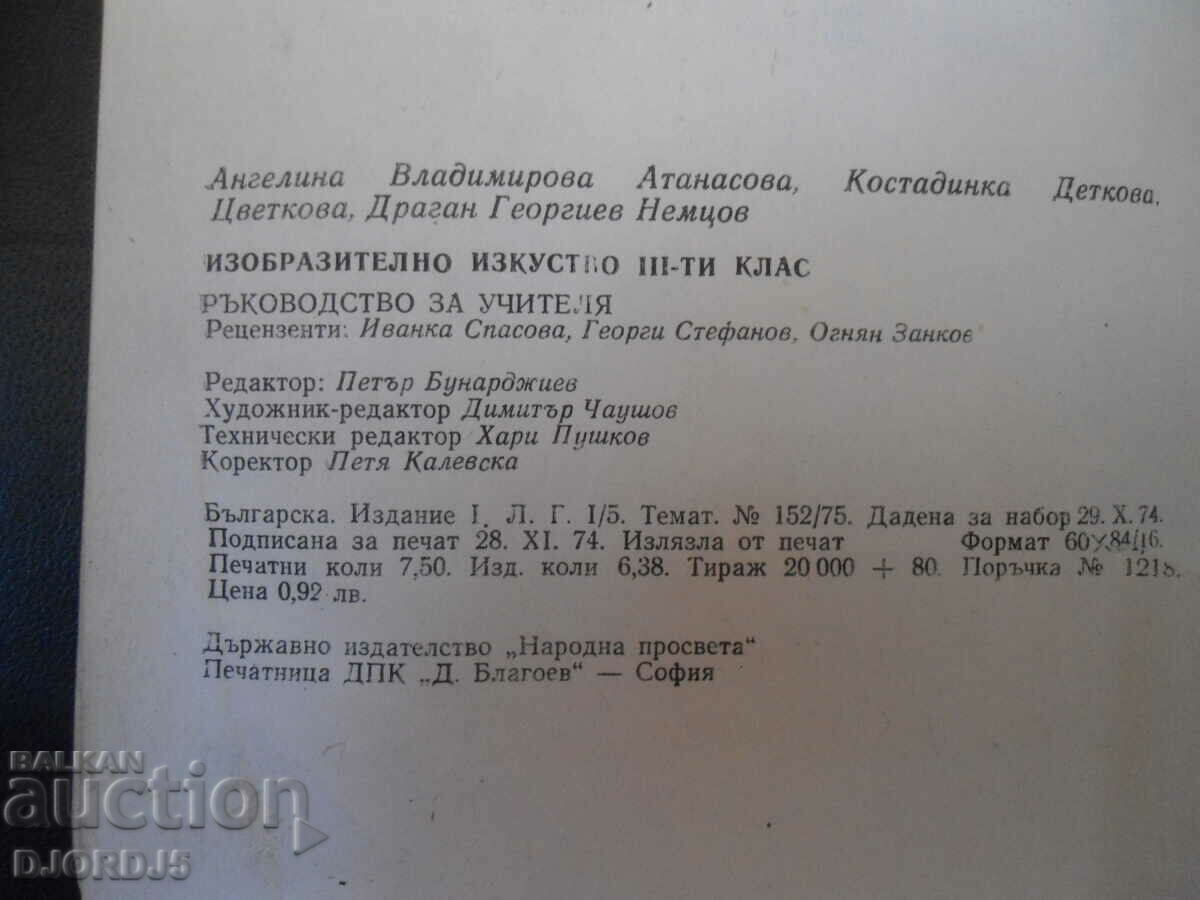 Ангелина Владимирова Атанасова, Костадинка Деткова,
Цветкова, Драган Георгиев Немцов
ИЗОБРАЗИТЕЛНО ИЗКУСТВО III-ТИ КЛАС
РЪКОВОДСТВО ЗА УЧИТЕЛЯ
Рецензенти: Иванка Спасова, Георги Стефанов, Огнян Занков
Редактор: Петър Бунарджиев
Художник-редактор Димитър Чаушов
Технически редактор Хари Пушков
Коректор Петя Калевска
Българска. Издание I. Л. Г. I/5. Темат. № 152/75. Дадена за набор 29. X. 74.
Подписана за печат 28. XI. 74. Излязла от печат Формат 60×84/16.
Печатни коли 7,50. Изд. коли 6,38. Тираж 20 000 + 80. Поръчка №
Цена 0,92 лв.
Държавно издателство „Народна просвета“
Печатница ДПК „Д. Благоев“ — София
BALKAN
auction
DJORDJ5